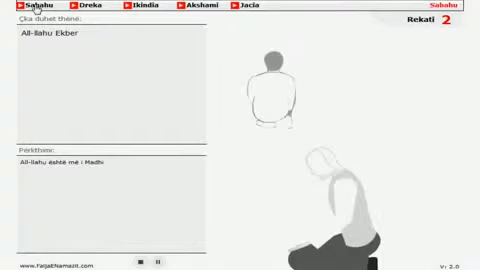 Sabahu Dreka Ikindia Akshami Jacia Sabahu
Çka duhet thënë:
Rekati 2
All-llahu Ekber
Përkthimi:
All-llahu është më i Madhi
www.FaljaENamazit.com
V: 2.0